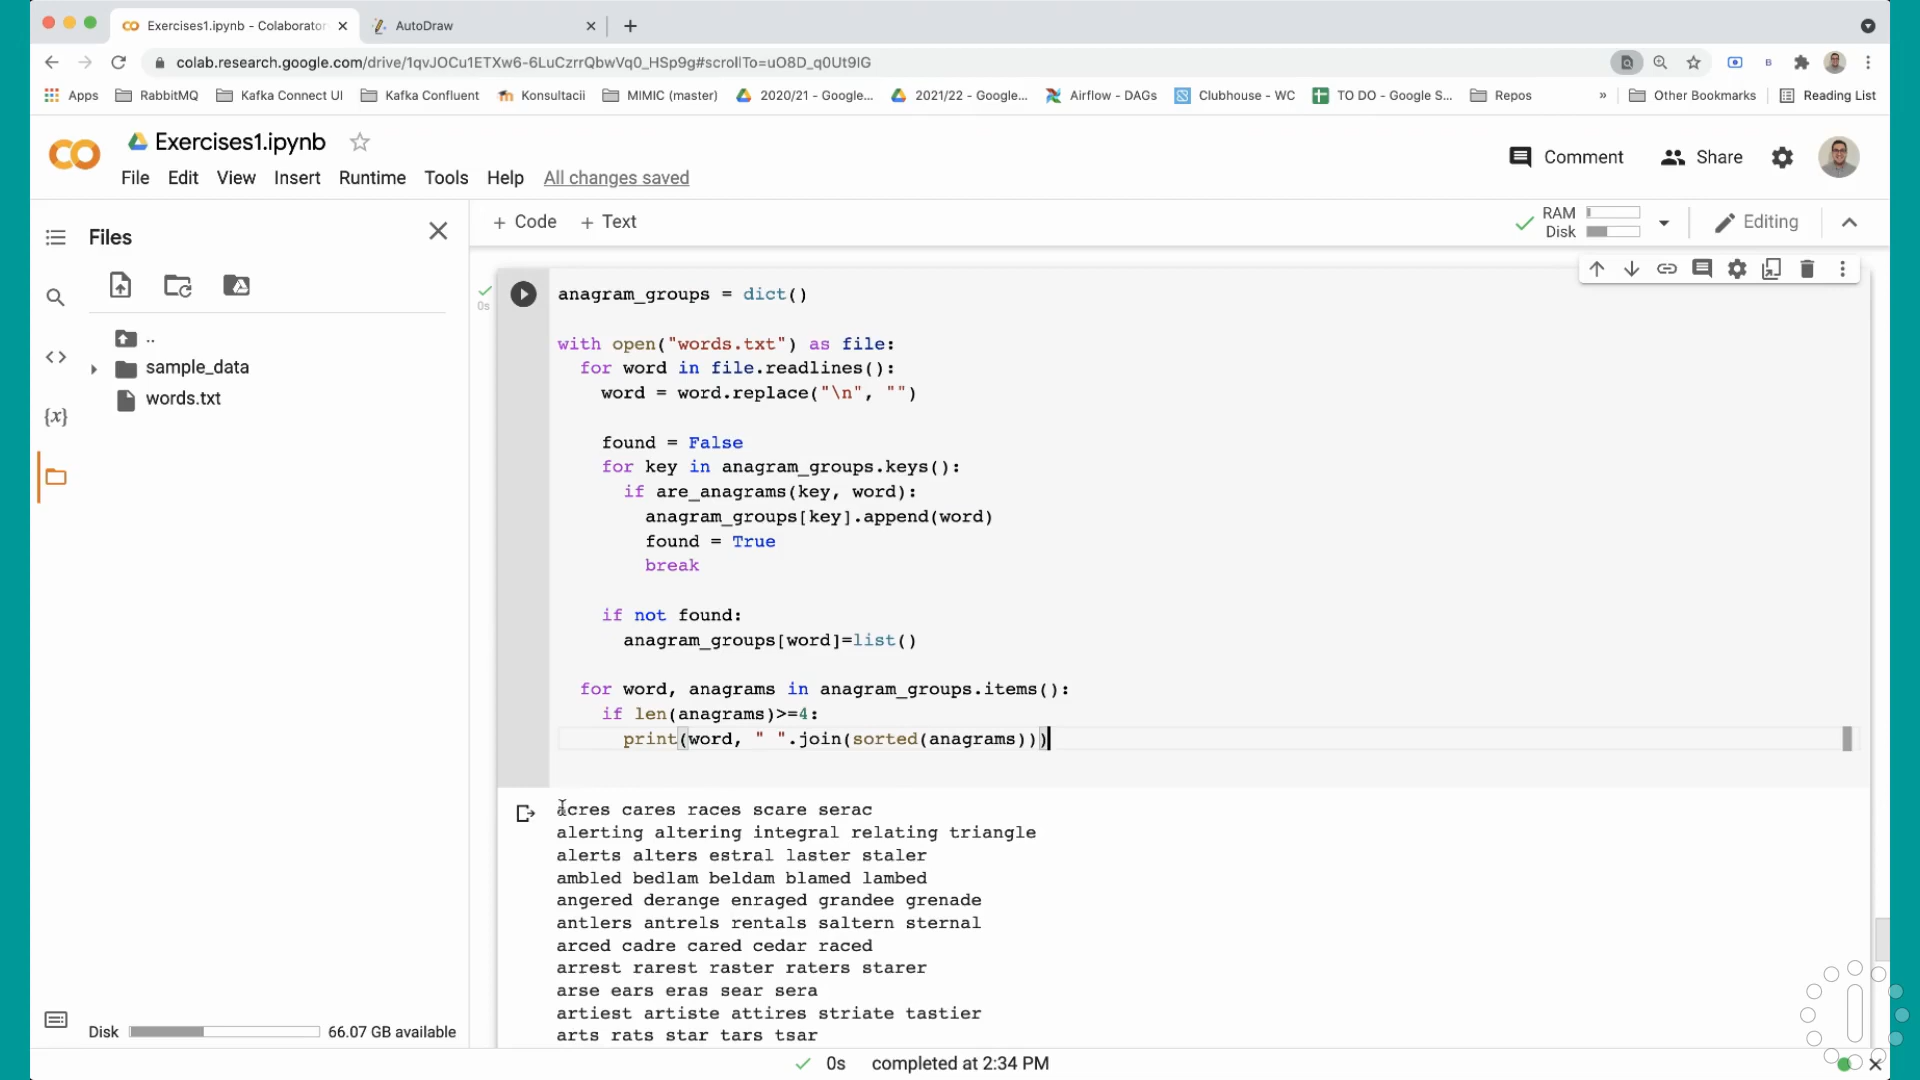 Exercises1.ipynb - Colaborator
AutoDraw
colab.research.google.com/drive/1qvJOCu1ETXw6-6LuCzrrQbwVq0_HSp9g#scrollTo=uO8D_q0Ut9IG
Apps RabbitMQ Kafka Connect UI Kafka Confluent Konsultacii MIMIC (master) 2020/21 - Google... 2021/22 - Google... Airflow - DAGs Clubhouse - WC TO DO - Google S... Repos » Other Bookmarks Reading List
Exercises1.ipynb
Comment Share
File Edit View Insert Runtime Tools Help All changes saved
Files
+ Code + Text
RAM
Disk
Editing
..
sample_data
words.txt
{x}
0s
anagram_groups = dict()
with open("words.txt") as file:
for word in file.readlines():
word = word.replace("\n", "")
found = False
for key in anagram_groups.keys():
if are_anagrams(key, word):
anagram_groups[key].append(word)
found = True
break
if not found:
anagram_groups[word]=list()
for word, anagrams in anagram_groups.items():
if len(anagrams)>=4:
print(word, " ".join(sorted(anagrams)))
acres cares races scare serac
alerting altering integral relating triangle
alerts alters estral laster staler
ambled bedlam beldam blamed lambed
angered derange enraged grandee grenade
antlers antrels rentals saltern sternal
arced cadre cared cedar raced
arrest rarest raster raters starer
arse ears eras sear sera
artiest artiste attires striate tastier
arts rats star tars tsar
Disk 66.07 GB available
0s completed at 2:34 PM